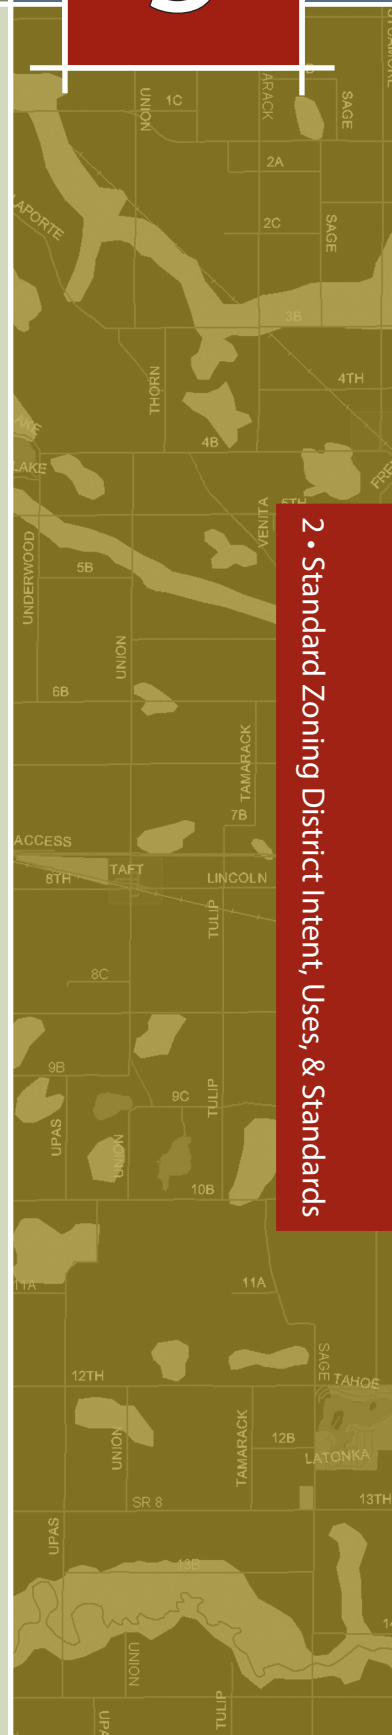 1C
UNION
SAGE
2A
LAPORTE
2C
SAGE
3B
4TH
THORN
4B
LAKE
5TH
VENITA
UNDERWOOD
5B
2 • Standard Zoning District Intent, Uses, & Standards
UNION
6B
TAMARACK
7B
ACCESS
8TH
TAFT
LINCOLN
TULIP
8C
9B
9C
TULIP
UPAS
UNION
10B
11A
11A
SAGE
12TH
TAHOE
UNION
TAMARACK
12B
LATONKA
SR 8
13TH
UPAS
13B
UNION
TULIP